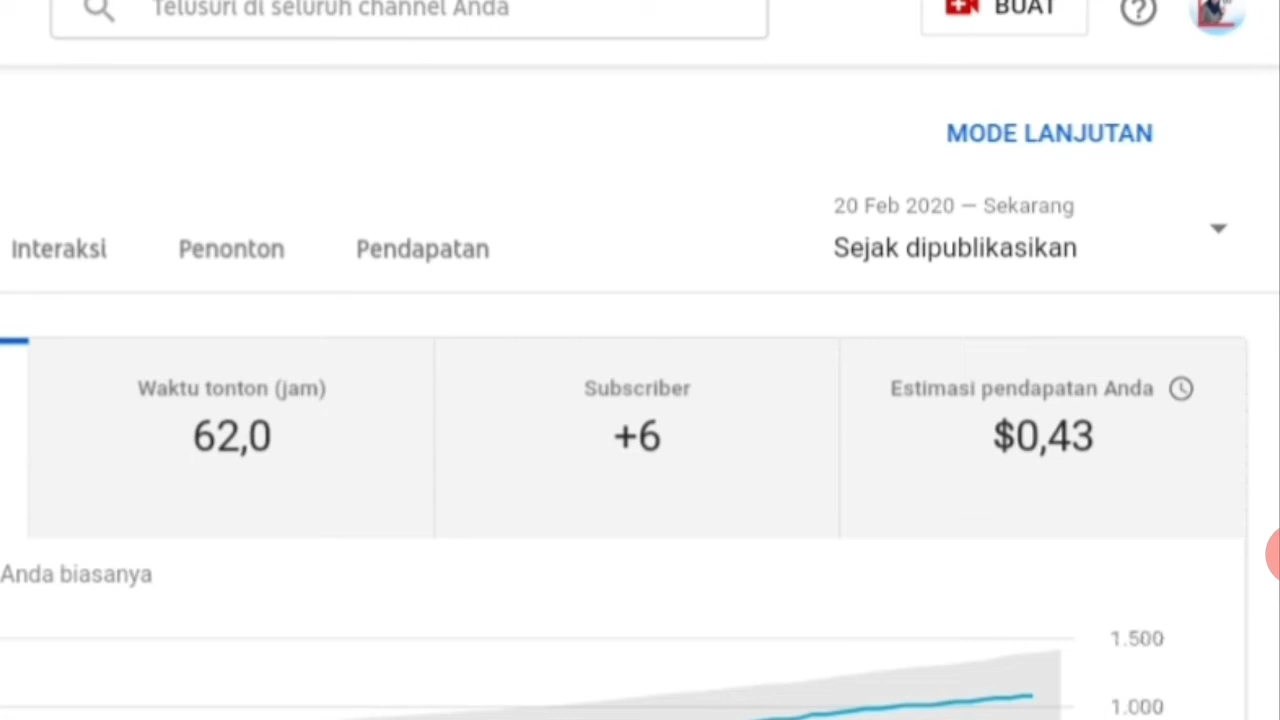 Telusuri di seluruh channel Anda
BUAT
MODE LANJUTAN
Interaksi
Penonton
Pendapatan
20 Feb 2020 — Sekarang
Sejak dipublikasikan
Waktu tonton (jam)
62,0
Subscriber
+6
Estimasi pendapatan Anda
$0,43
Anda biasanya
1.500
1.000